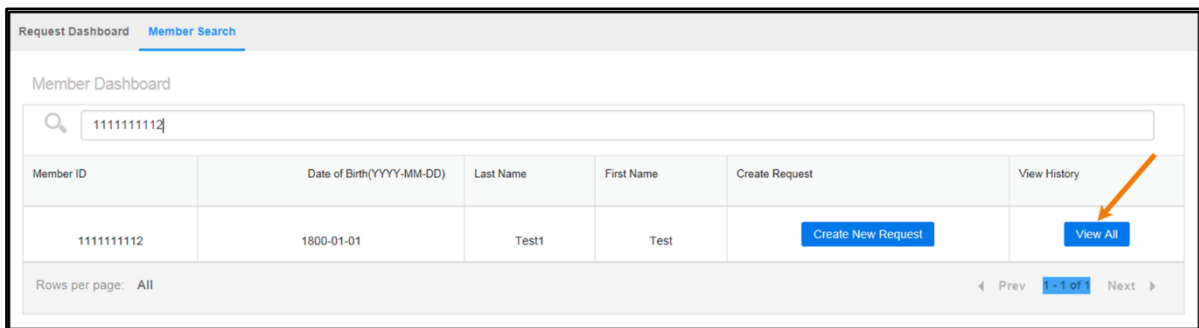 Request Dashboard Member Search
Member Dashboard
1111111112
Member ID Date of Birth(YYYY-MM-DD) Last Name First Name Create Request View History
1111111112 1800-01-01 Test1 Test Create New Request View All
Rows per page: All Prev 1 - 1 of 1 Next